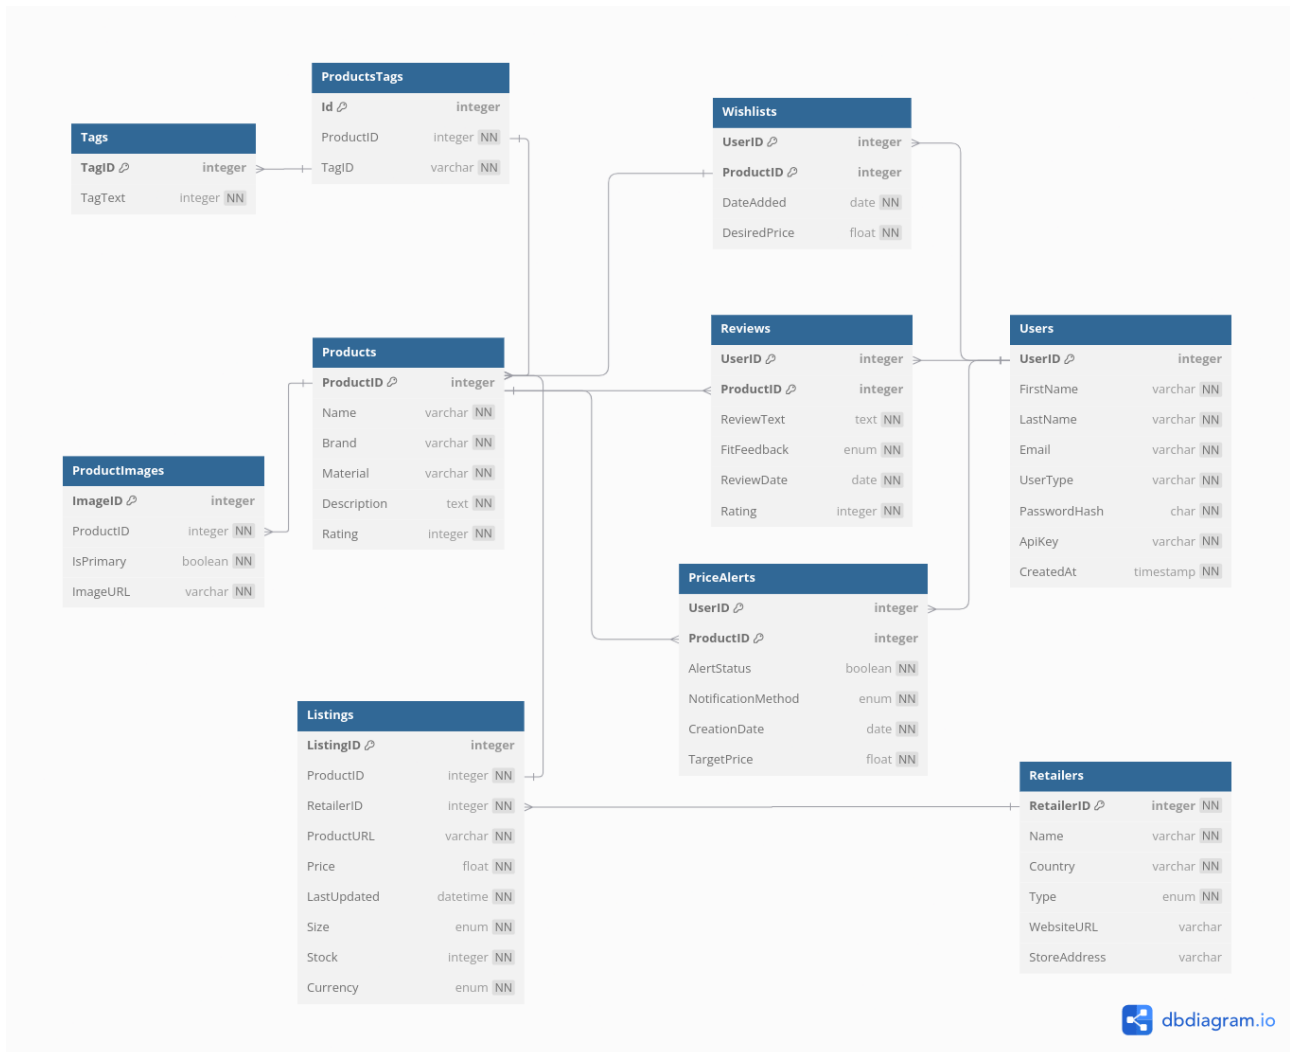 ProductsTags
Id integer
ProductID integer NN
TagID varchar NN
Tags
TagID integer
TagText integer NN
Wishlists
UserID integer
ProductID integer
DateAdded date NN
DesiredPrice float NN
Products
ProductID integer
Name varchar NN
Brand varchar NN
Material varchar NN
Description text NN
Rating integer NN
Reviews
UserID integer
ProductID integer
ReviewText text NN
FitFeedback enum NN
ReviewDate date NN
Rating integer NN
Users
UserID integer
FirstName varchar NN
LastName varchar NN
Email varchar NN
UserType varchar NN
PasswordHash char NN
ApiKey varchar NN
CreatedAt timestamp NN
ProductImages
ImageID integer
ProductID integer NN
IsPrimary boolean NN
ImageURL varchar NN
PriceAlerts
UserID integer
ProductID integer
AlertStatus boolean NN
NotificationMethod enum NN
CreationDate date NN
TargetPrice float NN
Listings
ListingID integer
ProductID integer NN
RetailerID integer NN
ProductURL varchar NN
Price float NN
LastUpdated datetime NN
Size enum NN
Stock integer NN
Currency enum NN
Retailers
RetailerID integer NN
Name varchar NN
Country varchar NN
Type enum NN
WebsiteURL varchar
StoreAddress varchar
dbdiagram.io